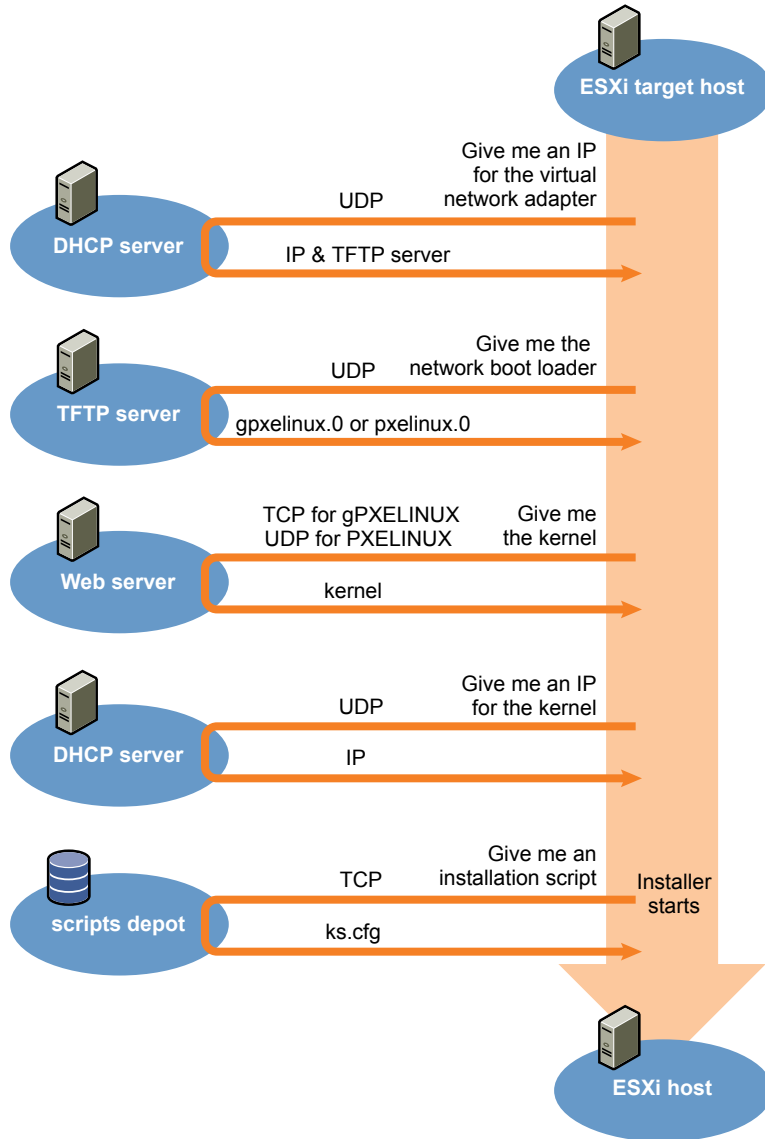 ESXi target host
Give me an IP
for the virtual
network adapter
UDP
DHCP server
IP & TFTP server
Give me the
network boot loader
UDP
TFTP server
gpxelinux.0 or pxelinux.0
TCP for gPXELINUX
UDP for PXELINUX
Give me
the kernel
Web server
kernel
Give me an IP
for the kernel
UDP
DHCP server
IP
Give me an
installation script
TCP
Installer
starts
scripts depot
ks.cfg
ESXi host